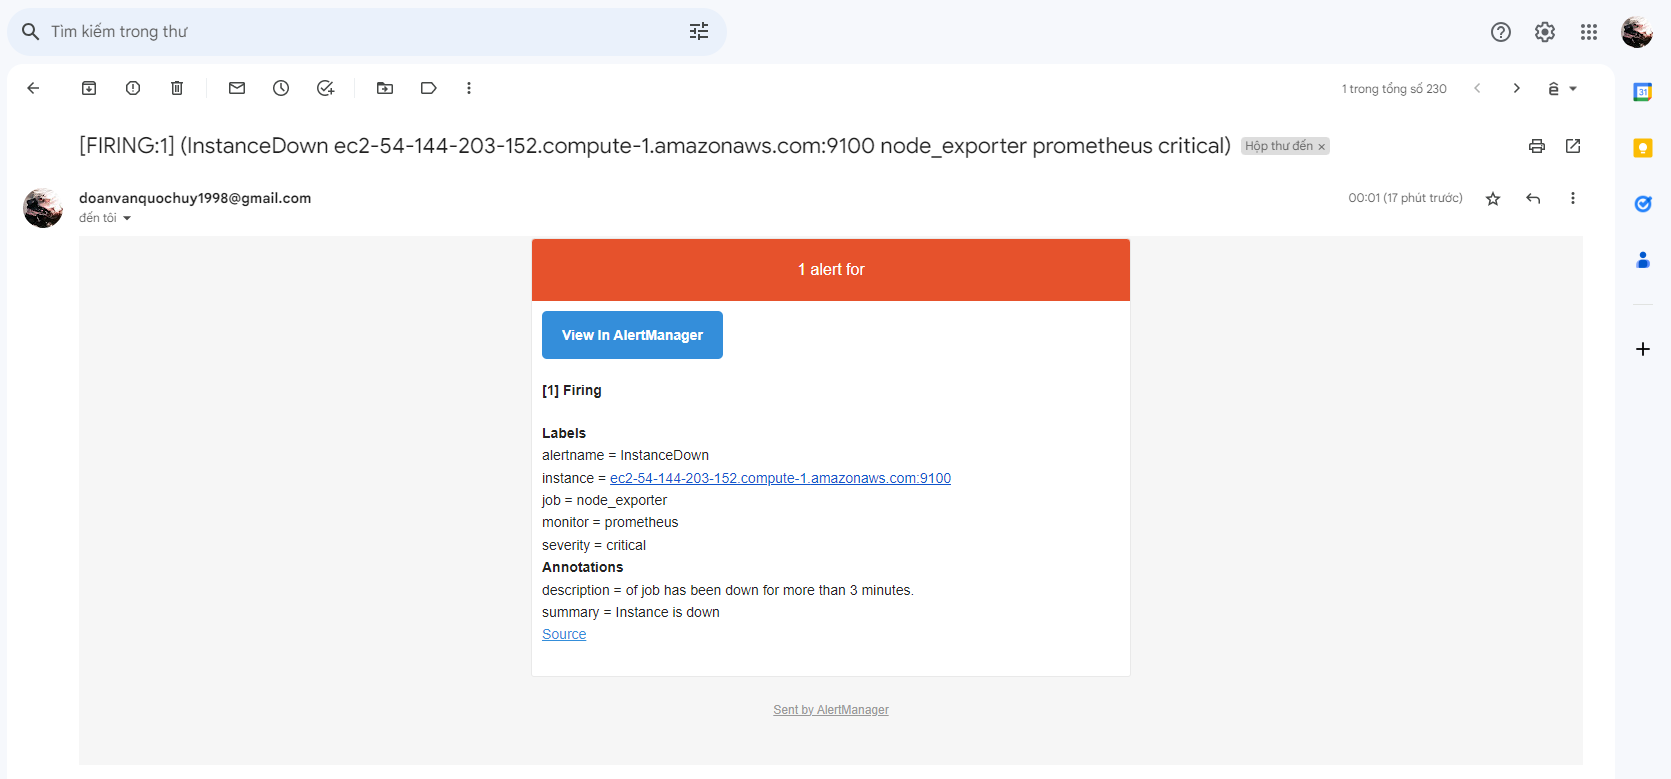 Tìm kiếm trong thư
1 trong tổng số 230
[FIRING:1] (InstanceDown ec2-54-144-203-152.compute-1.amazonaws.com:9100 node_exporter prometheus critical)
Hộp thư đến ×
doanvanquochuy1998@gmail.com
00:01 (17 phút trước)
đến tôi
1 alert for
View In AlertManager
[1] Firing
Labels
alertname = InstanceDown
instance = ec2-54-144-203-152.compute-1.amazonaws.com:9100
job = node_exporter
monitor = prometheus
severity = critical
Annotations
description = of job has been down for more than 3 minutes.
summary = Instance is down
Source
Sent by AlertManager
ê
31